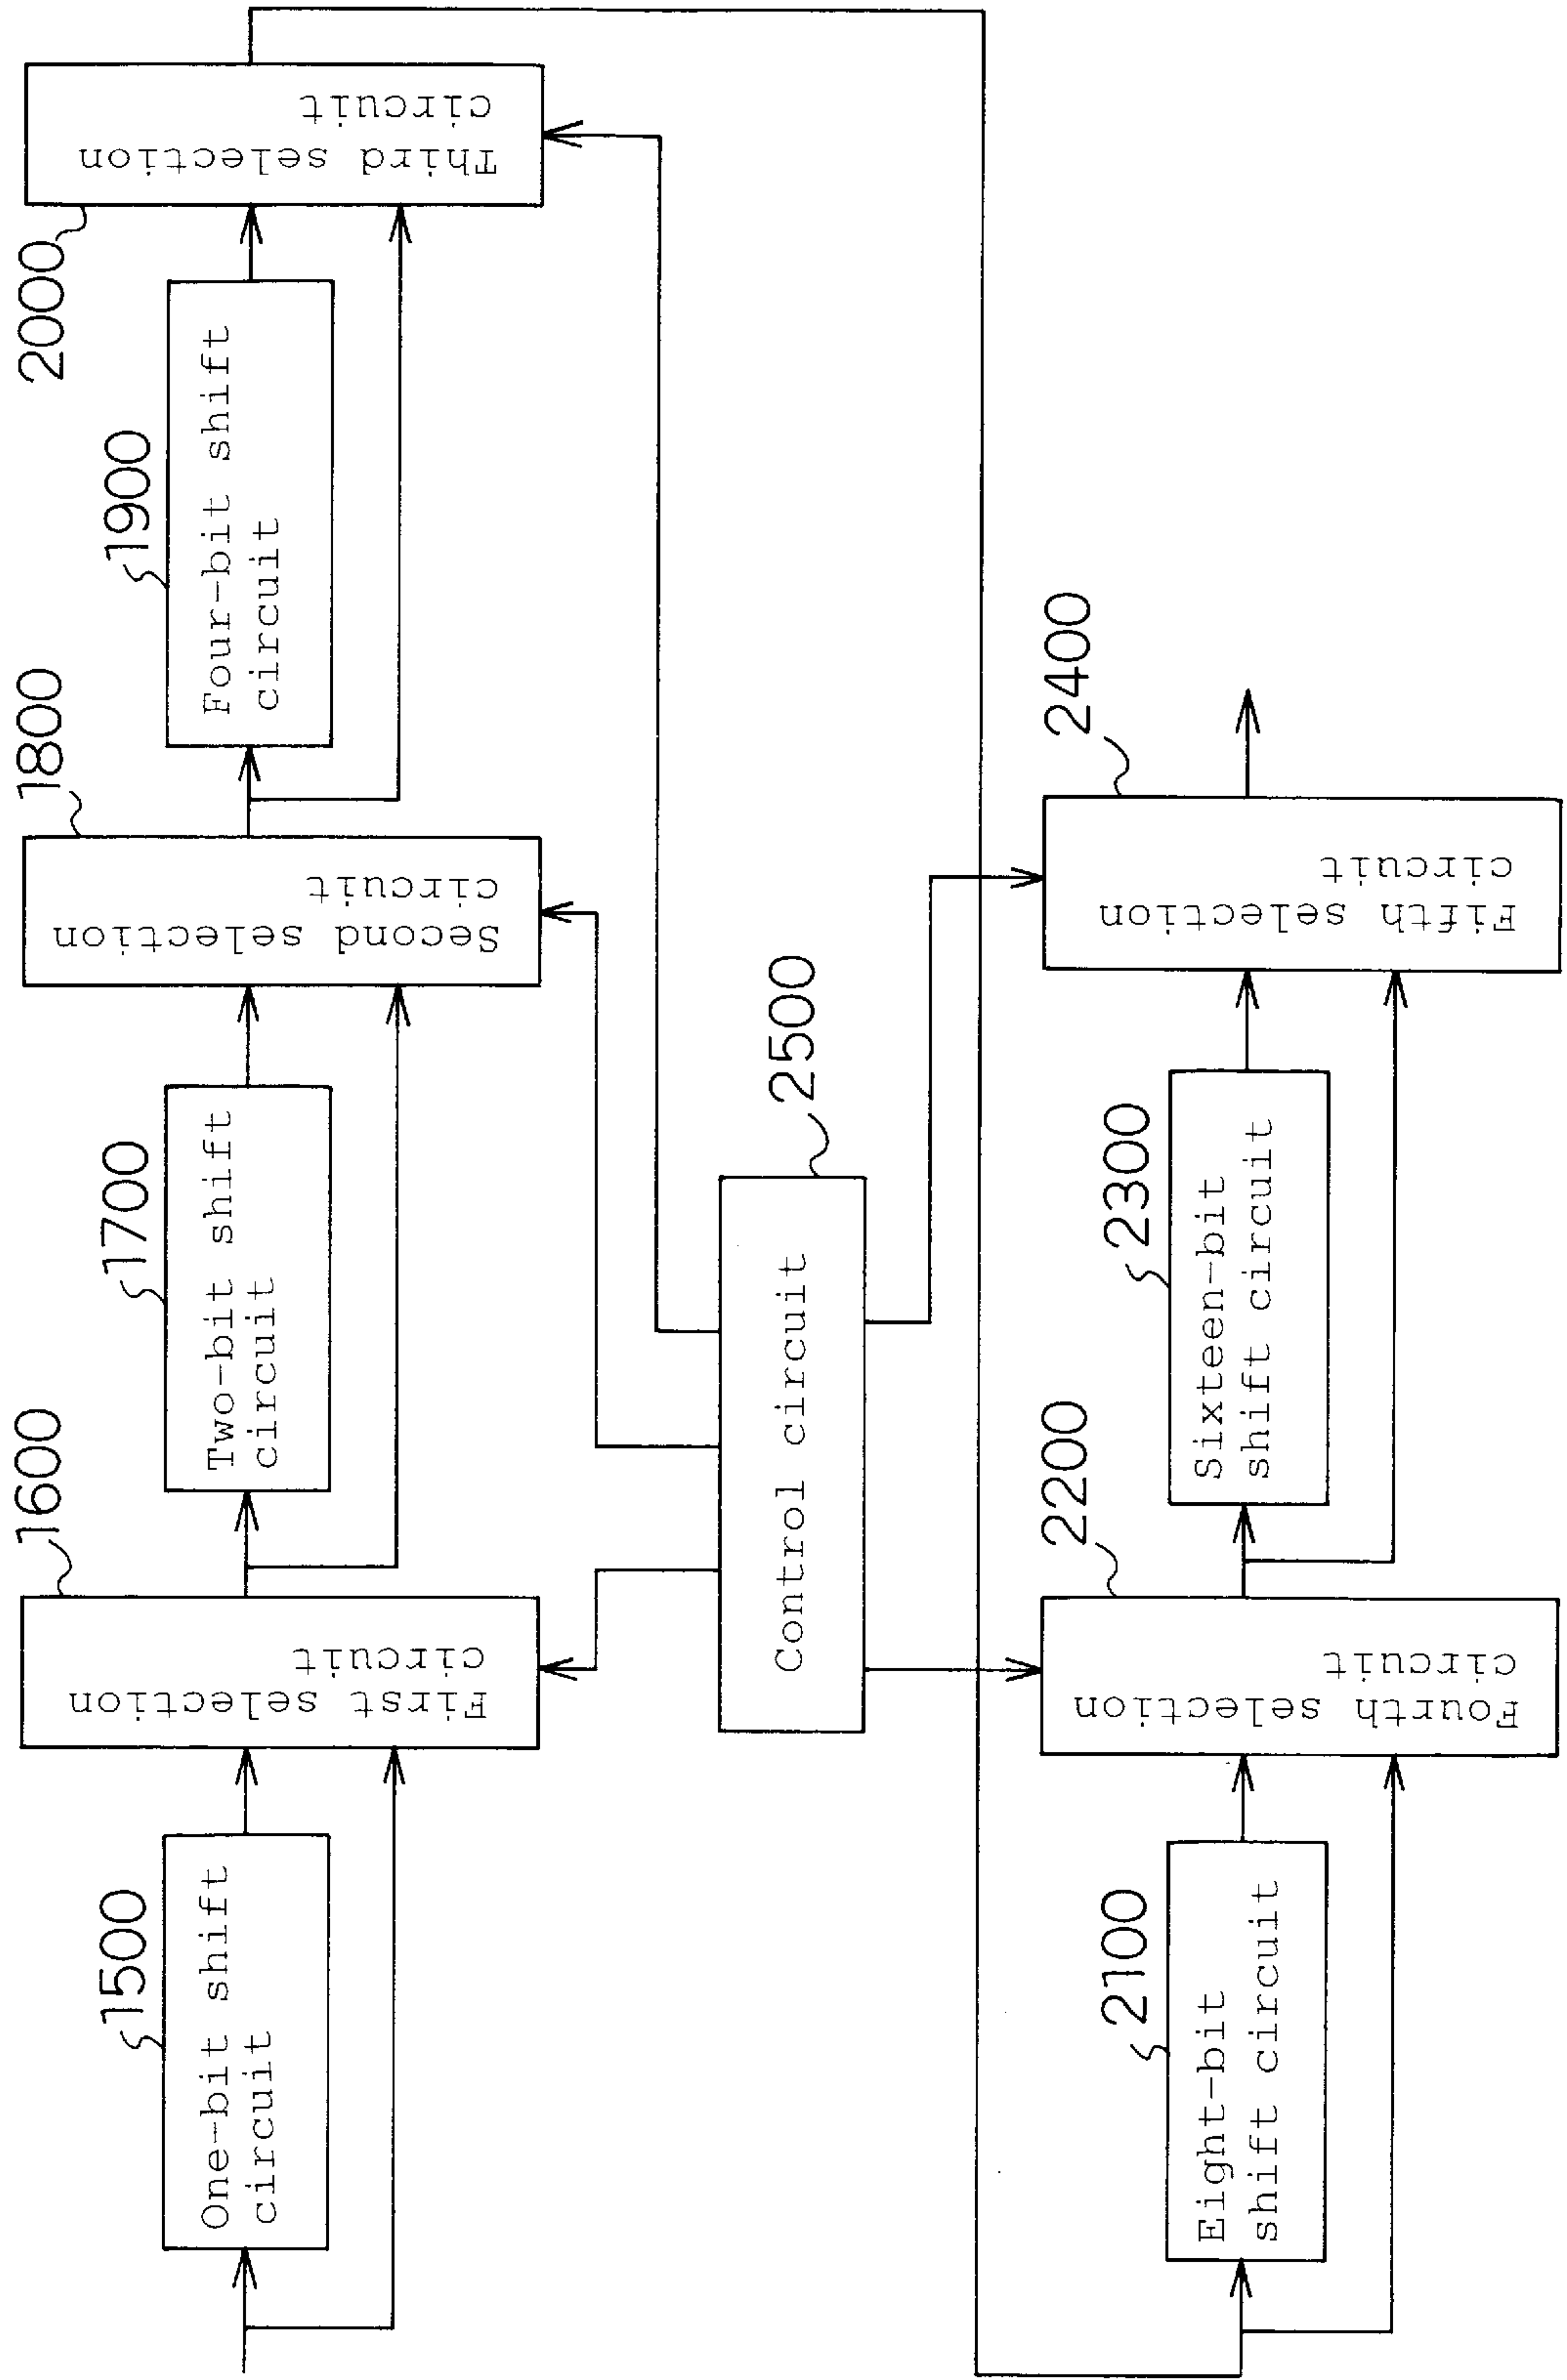 1500
One-bit shift
circuit
1600
First selection
circuit
1700
Two-bit shift
circuit
1800
Second selection
circuit
1900
Four-bit shift
circuit
2000
Third selection
circuit
Control circuit
2500
2100
Eight-bit
shift circuit
2200
Fourth selection
circuit
2300
Sixteen-bit
shift circuit
2400
Fifth selection
circuit